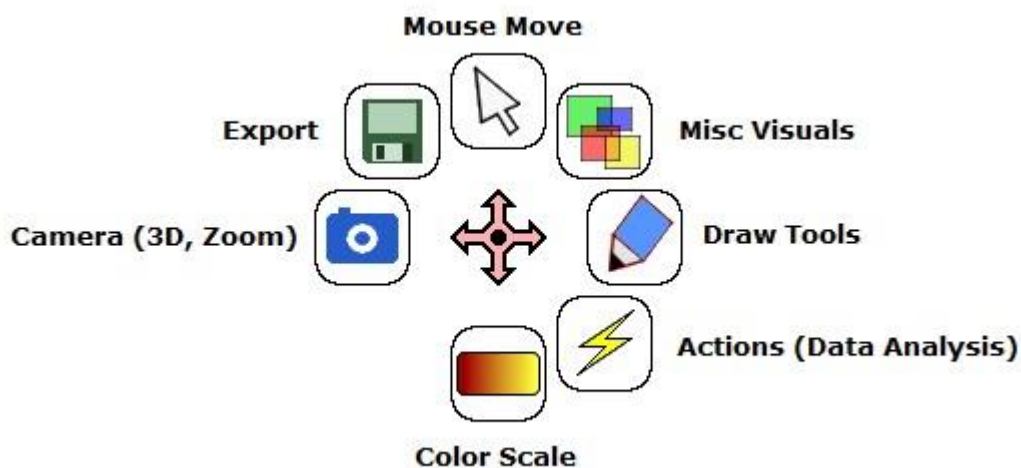 Mouse Move
Export
Misc Visuals
Camera (3D, Zoom)
Draw Tools
Actions (Data Analysis)
Color Scale